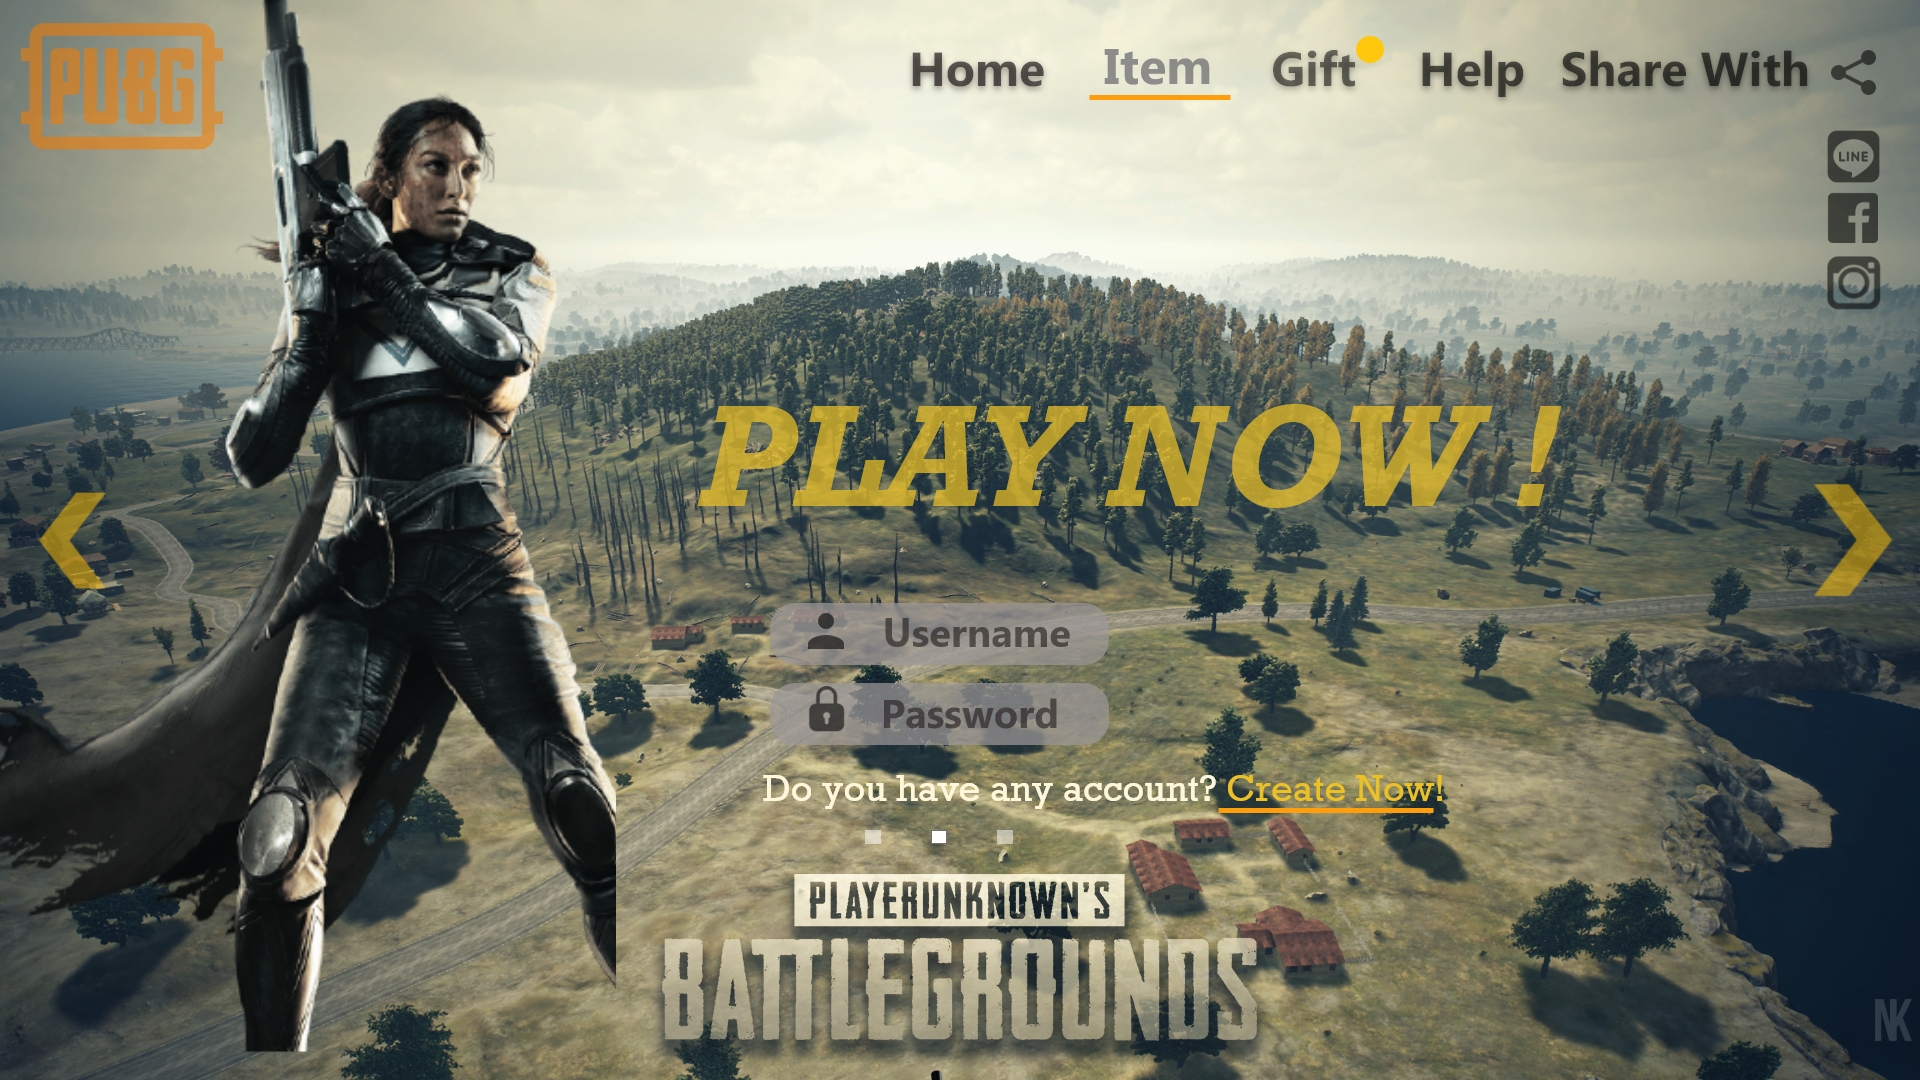 PUBG
Home Item Gift Help Share With
LINE
PLAY NOW !
Username
Password
Do you have any account? Create Now!
PLAYERUNKNOWN'S
BATTLEGROUNDS
NK